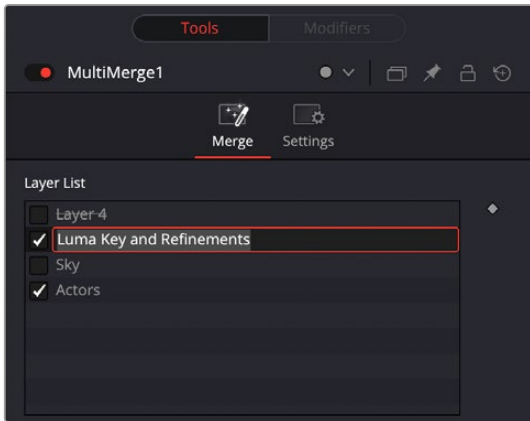 Tools
Modifiers
MultiMerge1
Merge
Settings
Layer List
Layer 4
Luma Key and Refinements
Sky
Actors